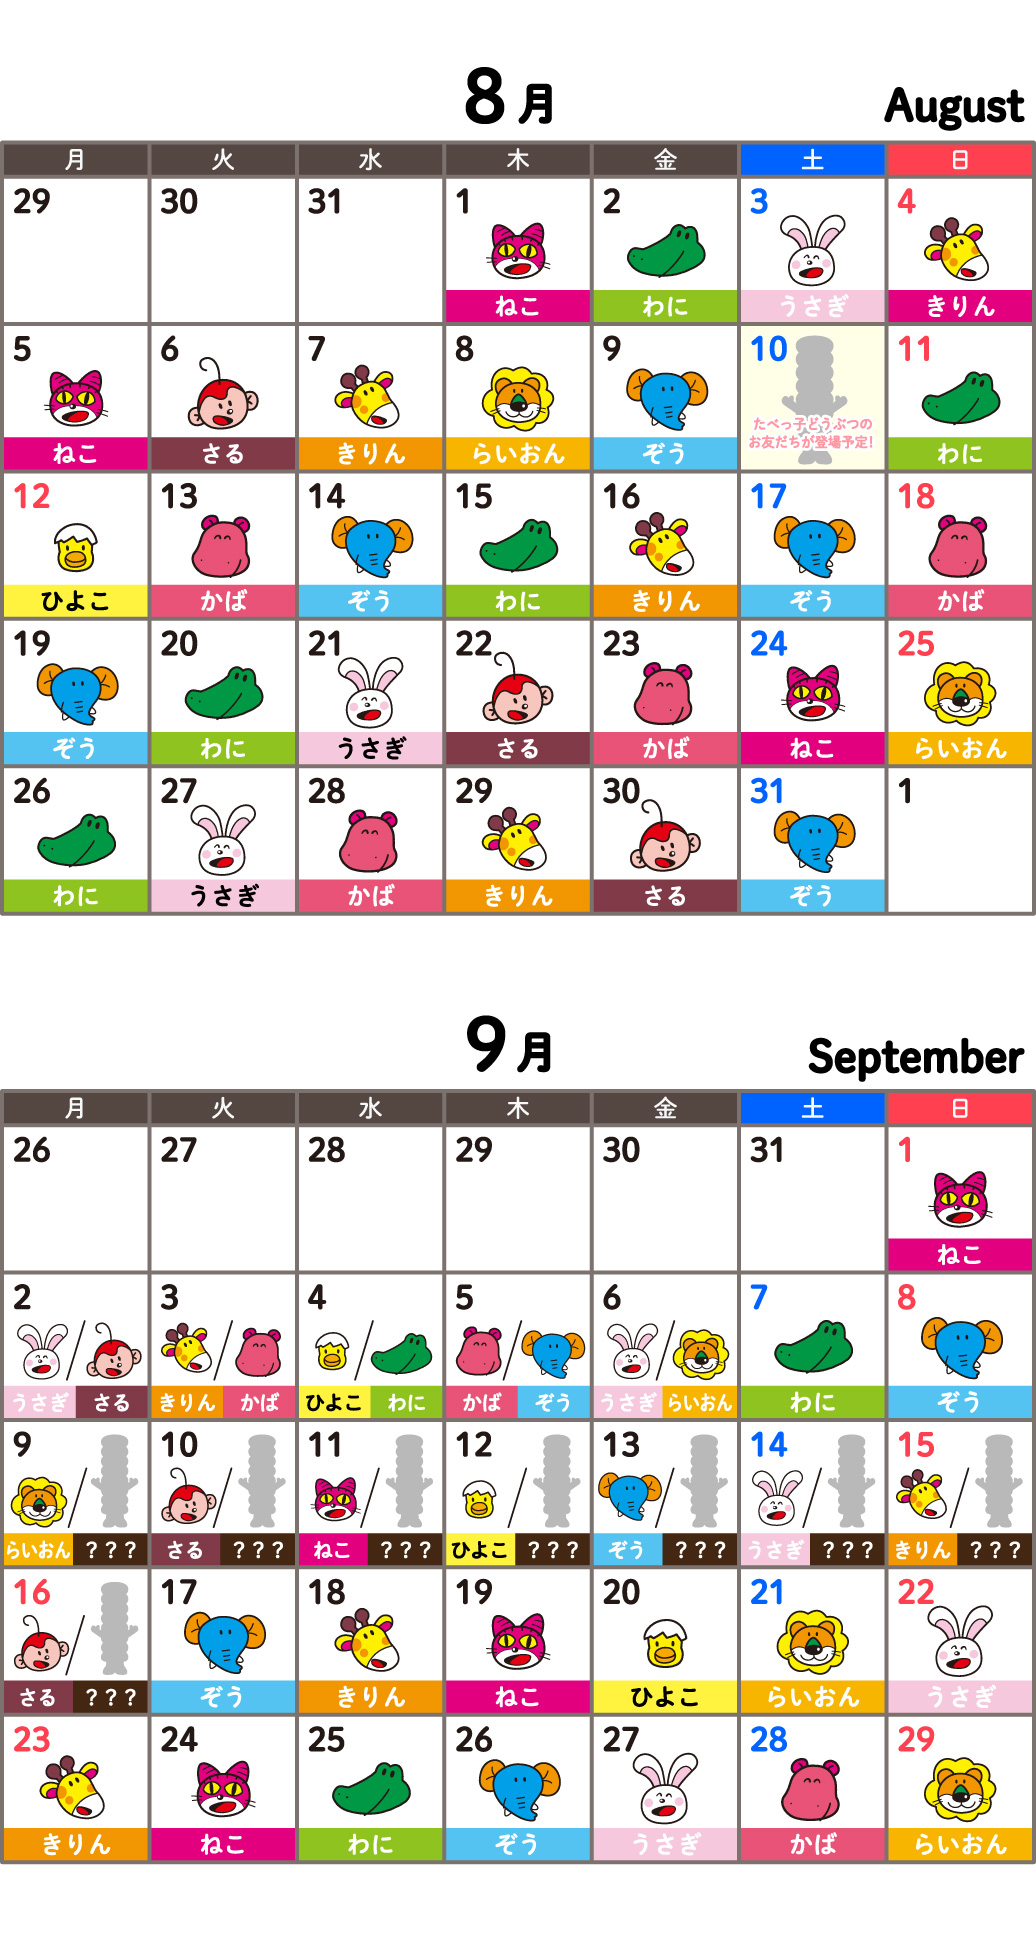 8月
August
月 火 水 木 金 土 日
29 30 31 1 2 3 4
ねこ わに うさぎ きりん
5 6 7 8 9 10 11
たべっ子どうぶつの
お友だちが登場予定!
ねこ さる きりん らいおん ぞう わに
12 13 14 15 16 17 18
ひよこ かば ぞう わに きりん ぞう かば
19 20 21 22 23 24 25
ぞう わに うさぎ さる かば ねこ らいおん
26 27 28 29 30 31 1
わに うさぎ かば きりん さる ぞう
9月
September
月 火 水 木 金 土 日
26 27 28 29 30 31 1
ねこ
2 3 4 5 6 7 8
うさぎ さる きりん かば ひよこ わに かば ぞう うさぎ らいおん わに ぞう
9 10 11 12 13 14 15
らいおん ??? さる ??? ねこ ??? ひよこ ??? ぞう ??? うさぎ ??? きりん ???
16 17 18 19 20 21 22
さる ??? ぞう きりん ねこ ひよこ らいおん うさぎ
23 24 25 26 27 28 29
きりん ねこ わに ぞう うさぎ かば らいおん